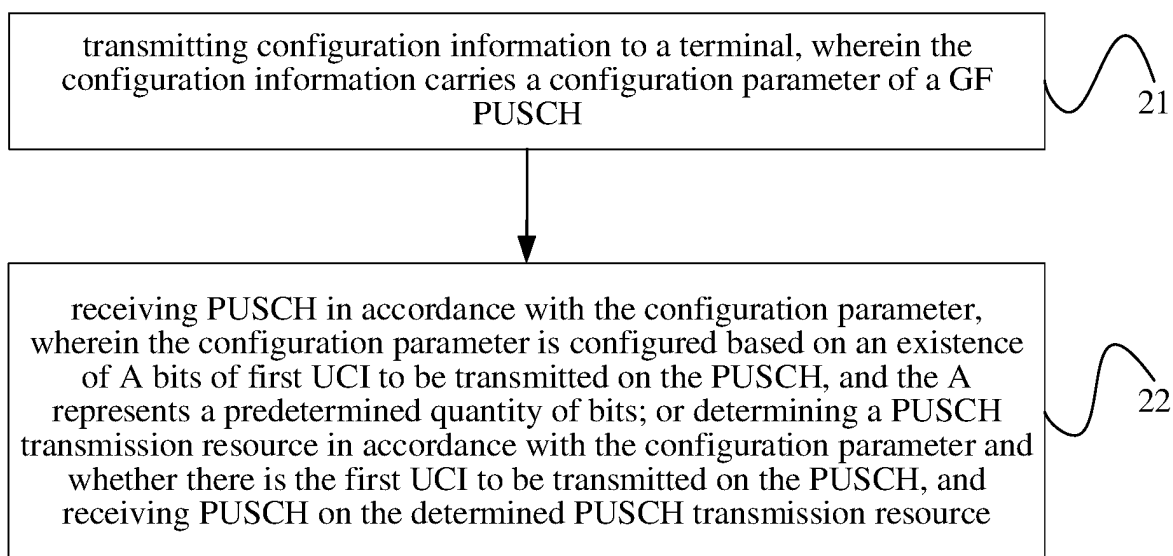 transmitting configuration information to a terminal, wherein the
configuration information carries a configuration parameter of a GF
PUSCH
21
receiving PUSCH in accordance with the configuration parameter,
wherein the configuration parameter is configured based on an existence
of A bits of first UCI to be transmitted on the PUSCH, and the A
represents a predetermined quantity of bits; or determining a PUSCH
transmission resource in accordance with the configuration parameter and
whether there is the first UCI to be transmitted on the PUSCH, and
receiving PUSCH on the determined PUSCH transmission resource
22